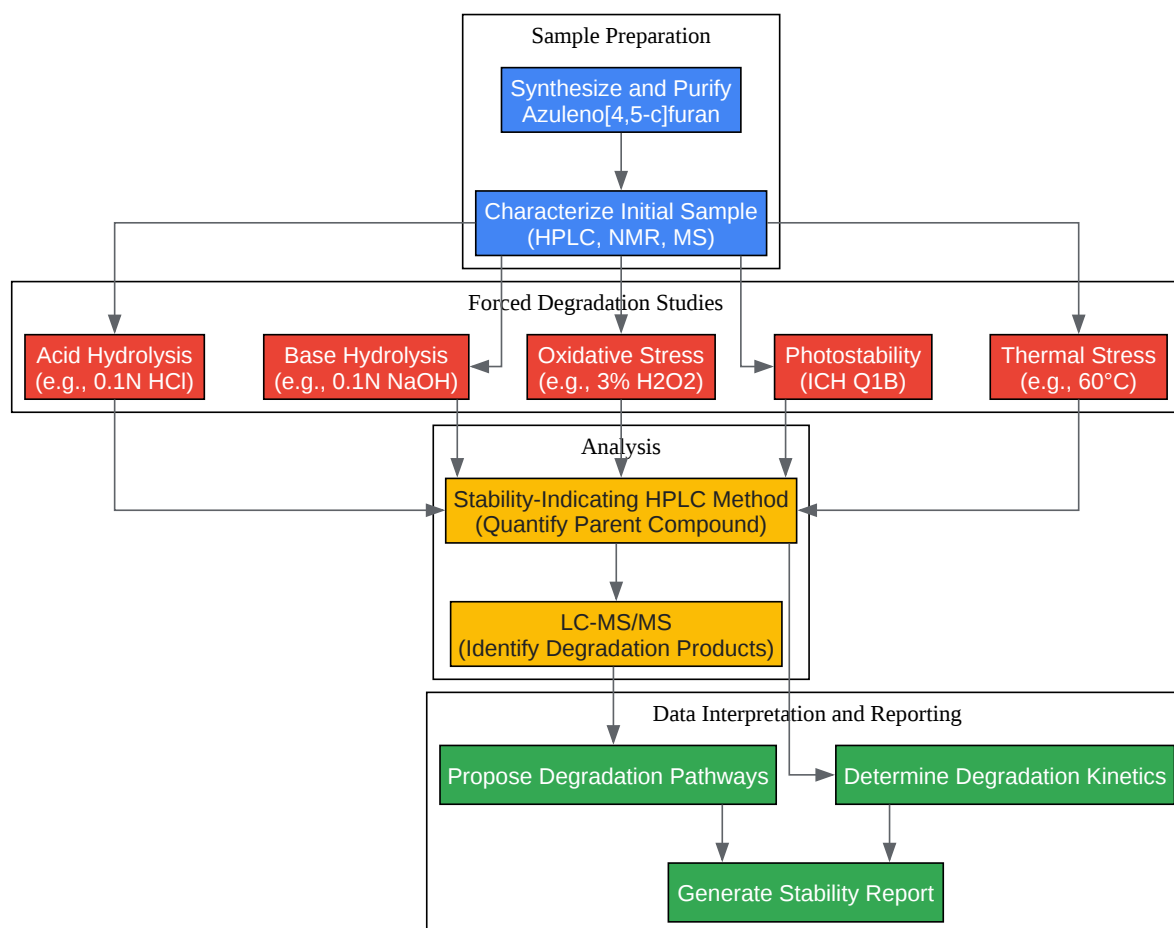 Sample Preparation
Synthesize and Purify
Azuleno[4,5-c]furan
Characterize Initial Sample
(HPLC, NMR, MS)
Forced Degradation Studies
Acid Hydrolysis
(e.g., 0.1N HCl)
Base Hydrolysis
(e.g., 0.1N NaOH)
Oxidative Stress
(e.g., 3% H2O2)
Photostability
(ICH Q1B)
Thermal Stress
(e.g., 60°C)
Analysis
Stability-Indicating HPLC Method
(Quantify Parent Compound)
LC-MS/MS
(Identify Degradation Products)
Data Interpretation and Reporting
Propose Degradation Pathways
Determine Degradation Kinetics
Generate Stability Report